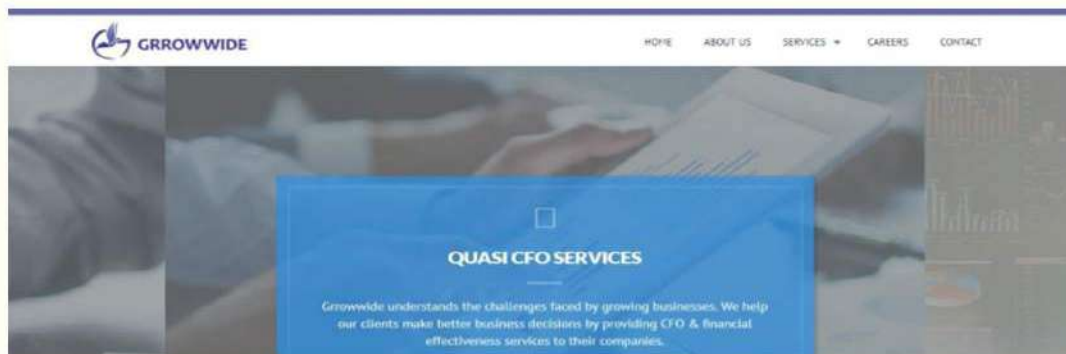 GRROWWIDE
HOME ABOUT US SERVICES CAREERS CONTACT
QUASI CFO SERVICES
Grrowwide understands the challenges faced by growing businesses. We help
our clients make better business decisions by providing CFO & financial
effectiveness services to their companies.